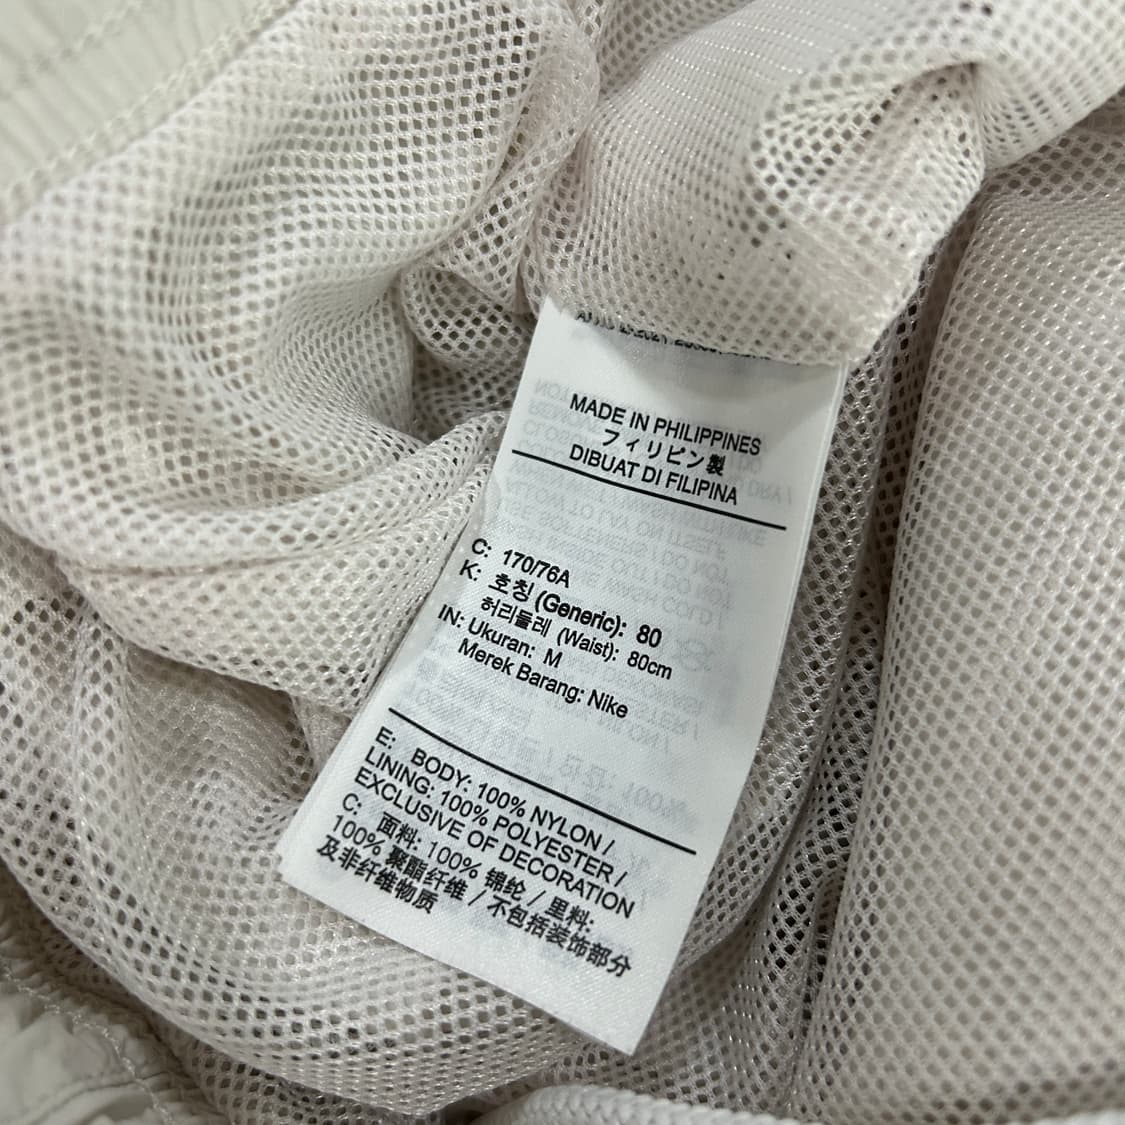 MADE IN PHILIPPINES
フィリピン製
DIBUAT DI FILIPINA
C: 170/76A
K: 호칭 (Generic): 80
허리둘레 (Waist): 80cm
IN: Ukuran: M
Merek Barang: Nike
E: BODY: 100% NYLON /
LINING: 100% POLYESTER /
EXCLUSIVE OF DECORATION
C: 面料: 100% 锦纶 / 里料:
100% 聚酯纤维 / 不包括装饰部分
及非纤维物质